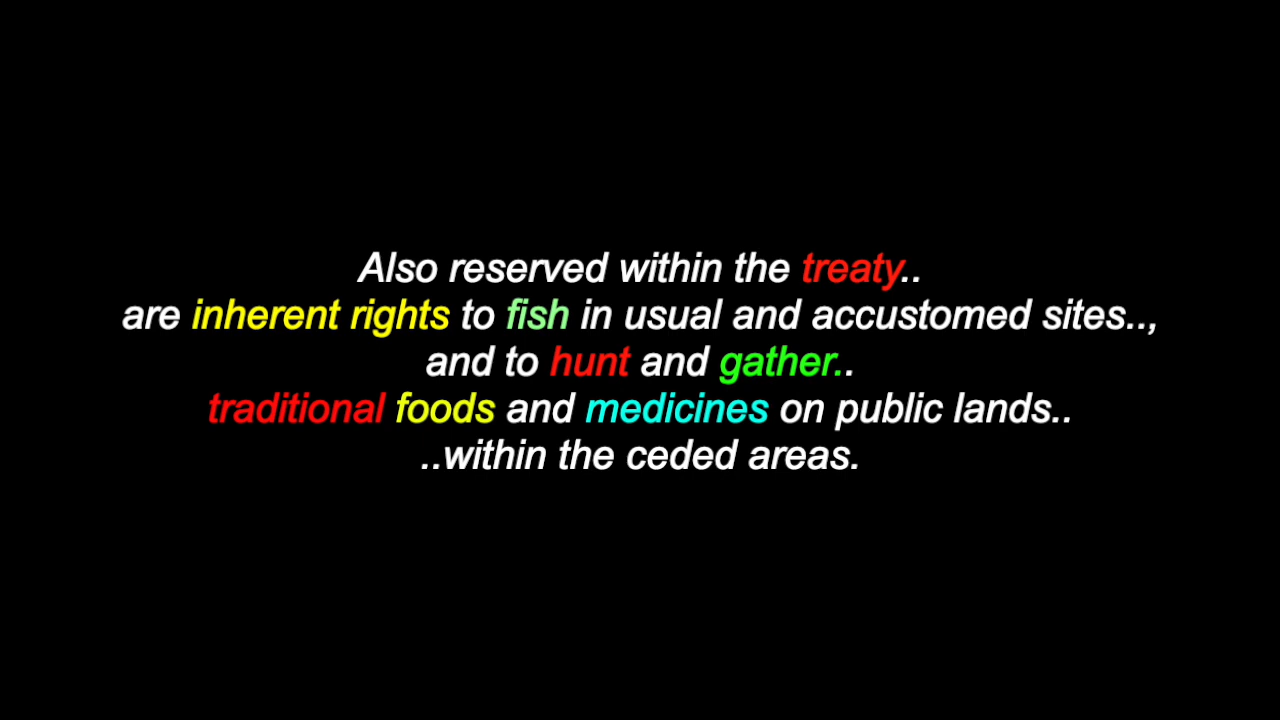 Also reserved within the treaty..
are inherent rights to fish in usual and accustomed sites..,
and to hunt and gather..
traditional foods and medicines on public lands..
..within the ceded areas.